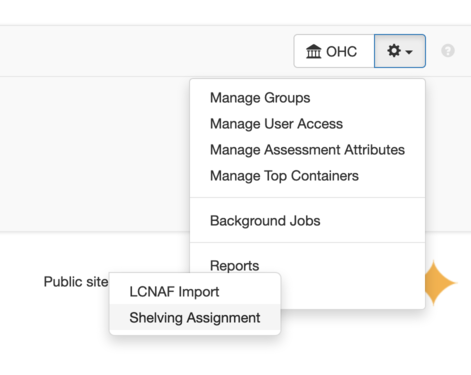 OHC
Manage Groups
Manage User Access
Manage Assessment Attributes
Manage Top Containers
Background Jobs
Reports
Public site
LCNAF Import
Shelving Assignment